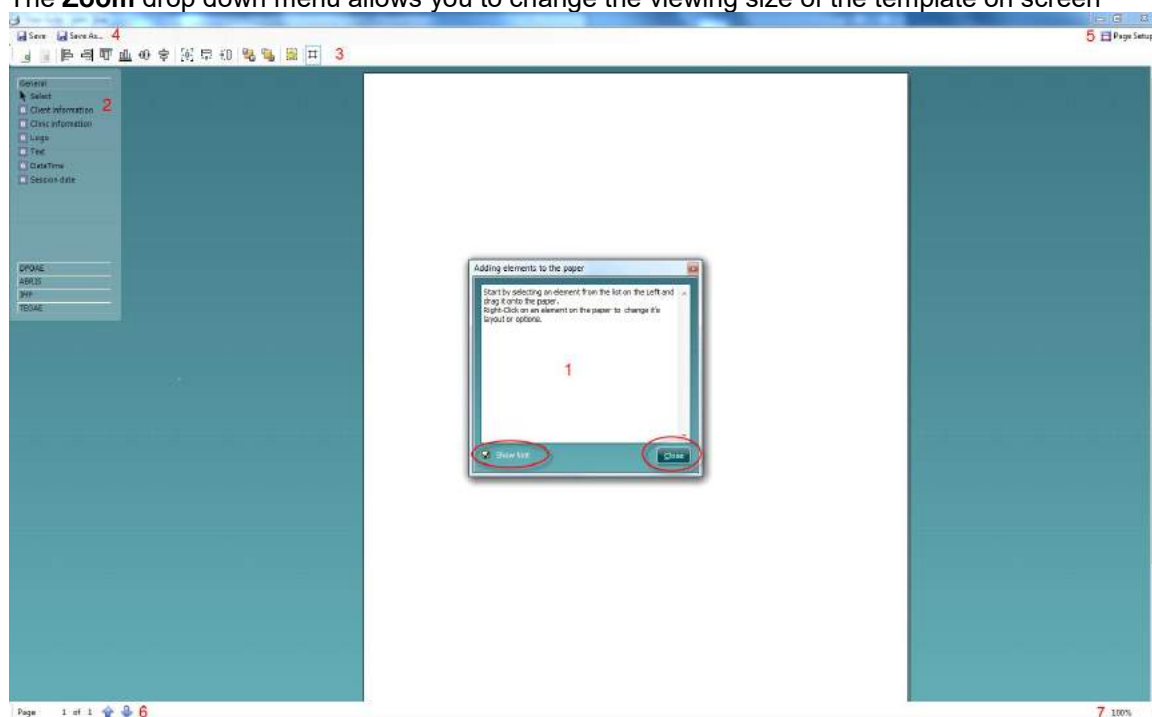 The Zoom drop down menu allows you to change the viewing size of the template on screen
Save Save As... 4
5 Page Setup
3
General
Select
Client information 2
Clinic information
Logo
Text
DateTime
Session date
DPOAE
ABRIS
TEOAE
Adding elements to the paper
Start by selecting an element from the list on the Left and
drag it onto the paper.
Right-Click on an element on the paper to change it's
layout or options.
1
Show hint Close
Page 1 of 1 6
7 100%